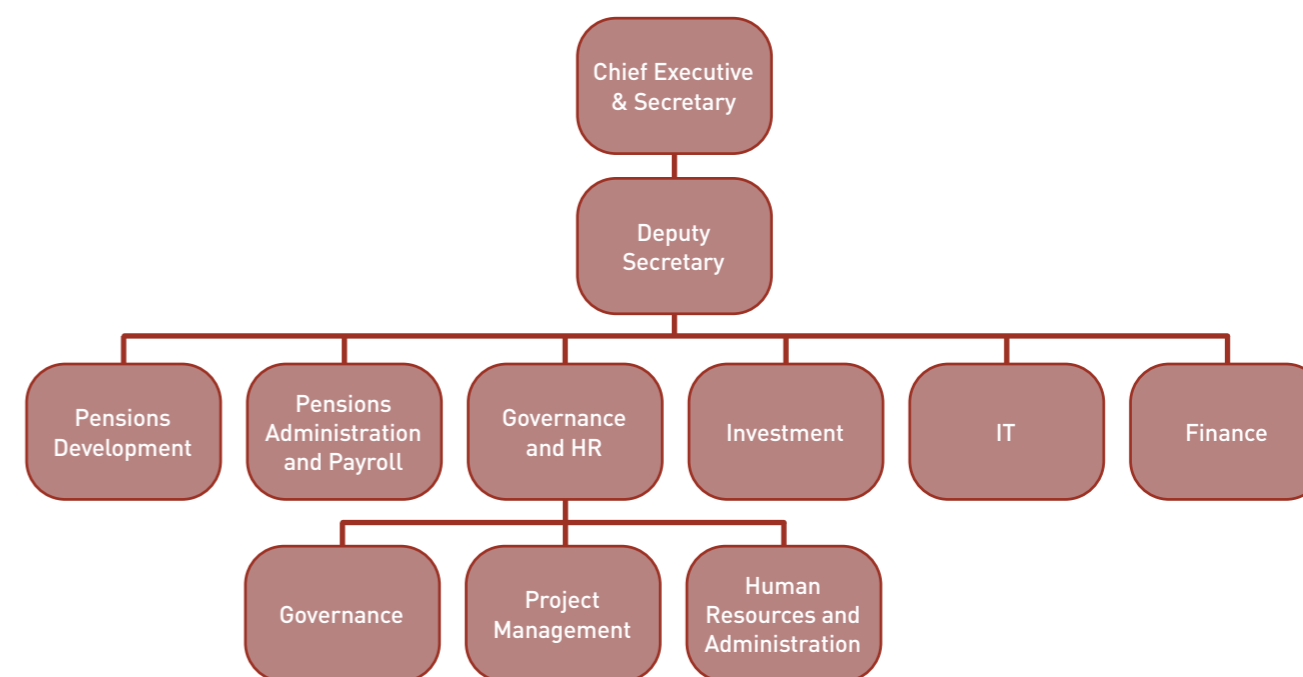 Chief Executive
& Secretary
Deputy
Secretary
Pensions
Development
Pensions
Administration
and Payroll
Governance
and HR
Investment
IT
Finance
Governance
Project
Management
Human
Resources and
Administration